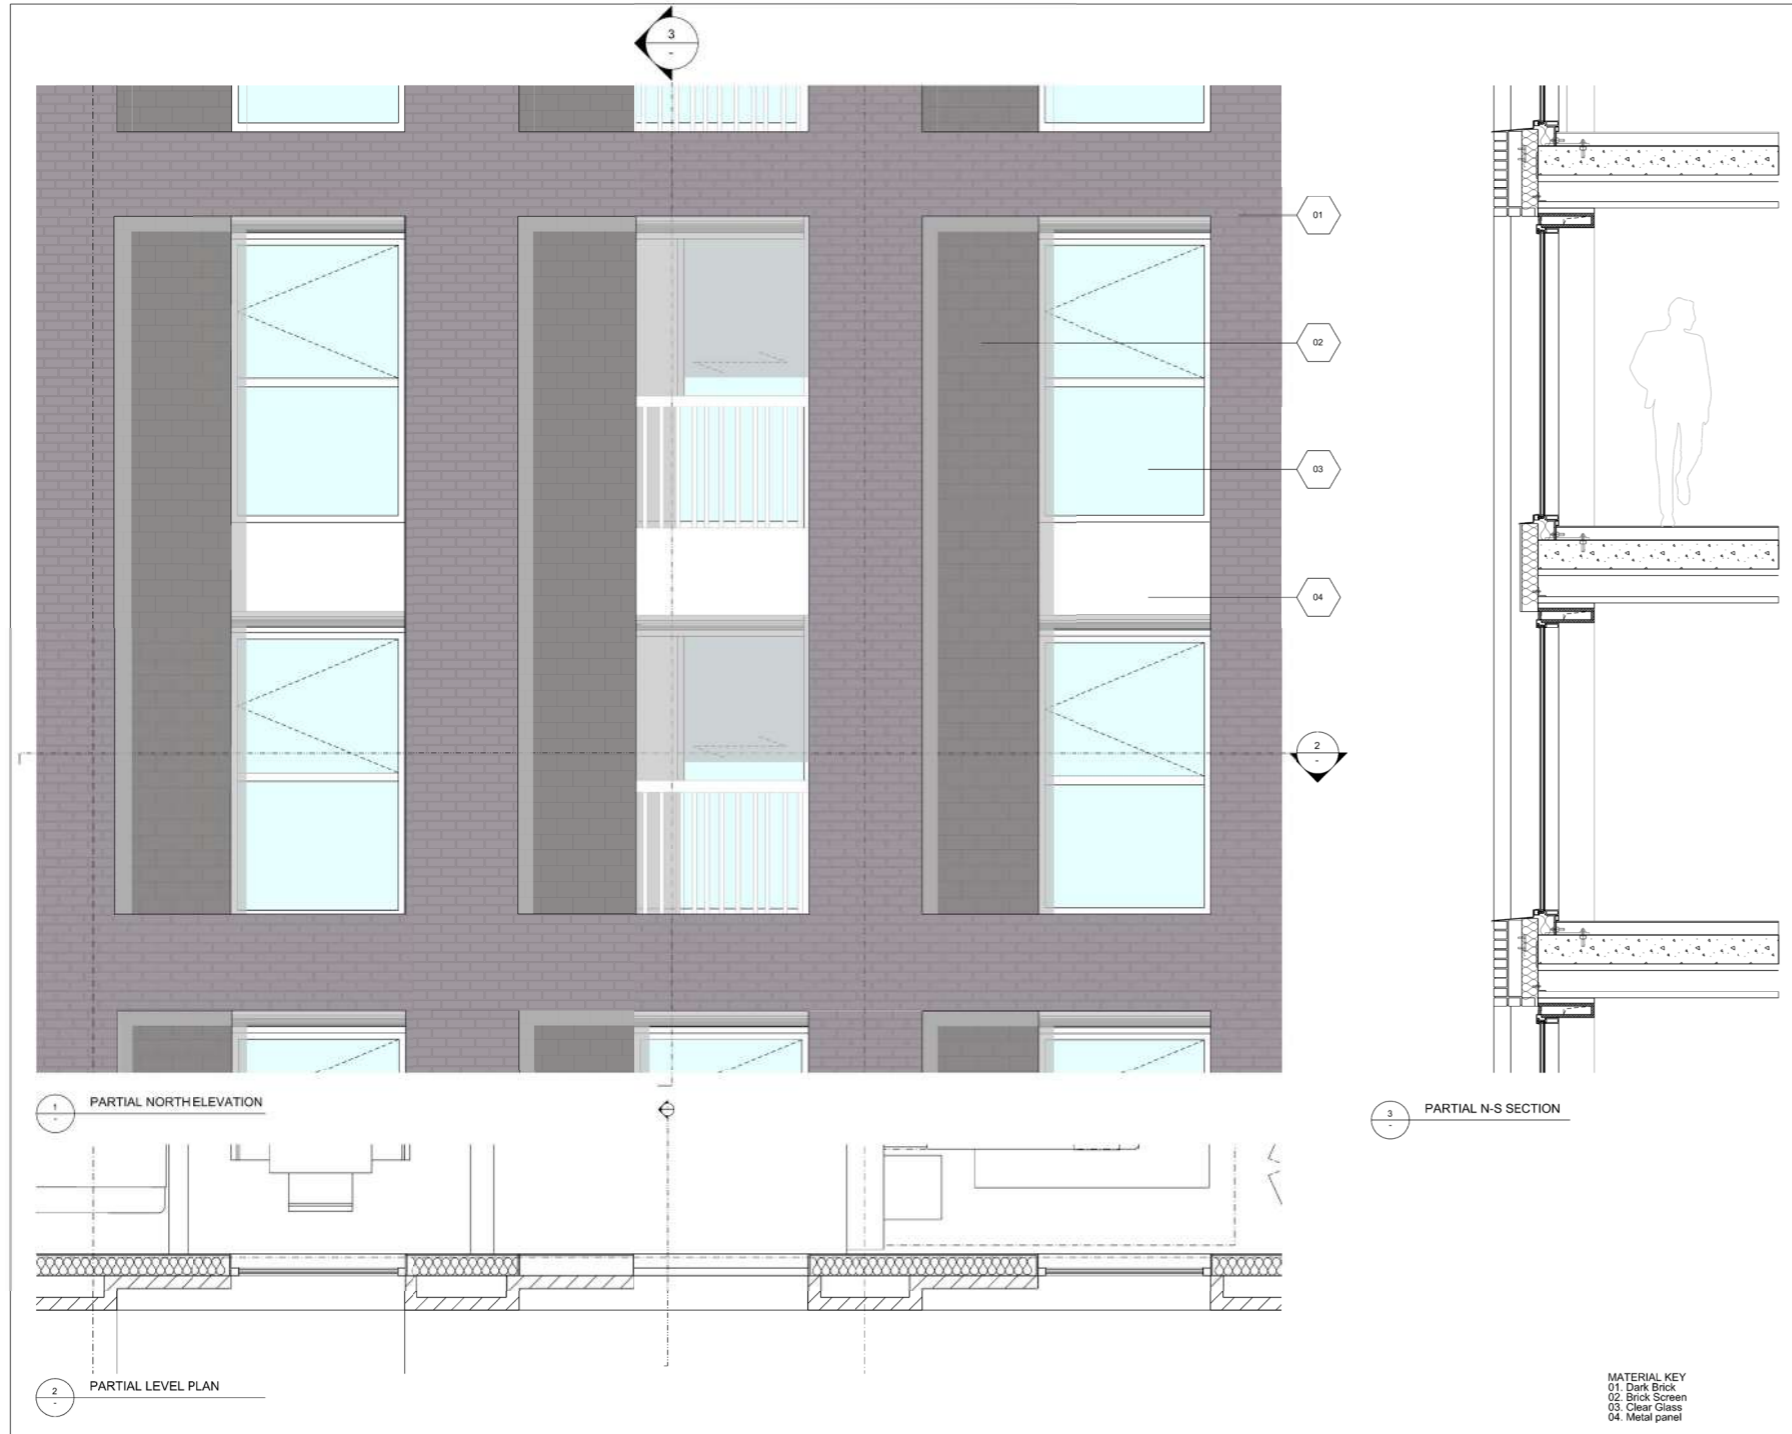 3
-
01
02
03
2
-
04
1
-
PARTIAL NORTH ELEVATION
3
-
PARTIAL N-S SECTION
2
-
PARTIAL LEVEL PLAN
MATERIAL KEY
01. Dark Brick
02. Brick Screen
03. Clear Glass
04. Metal panel